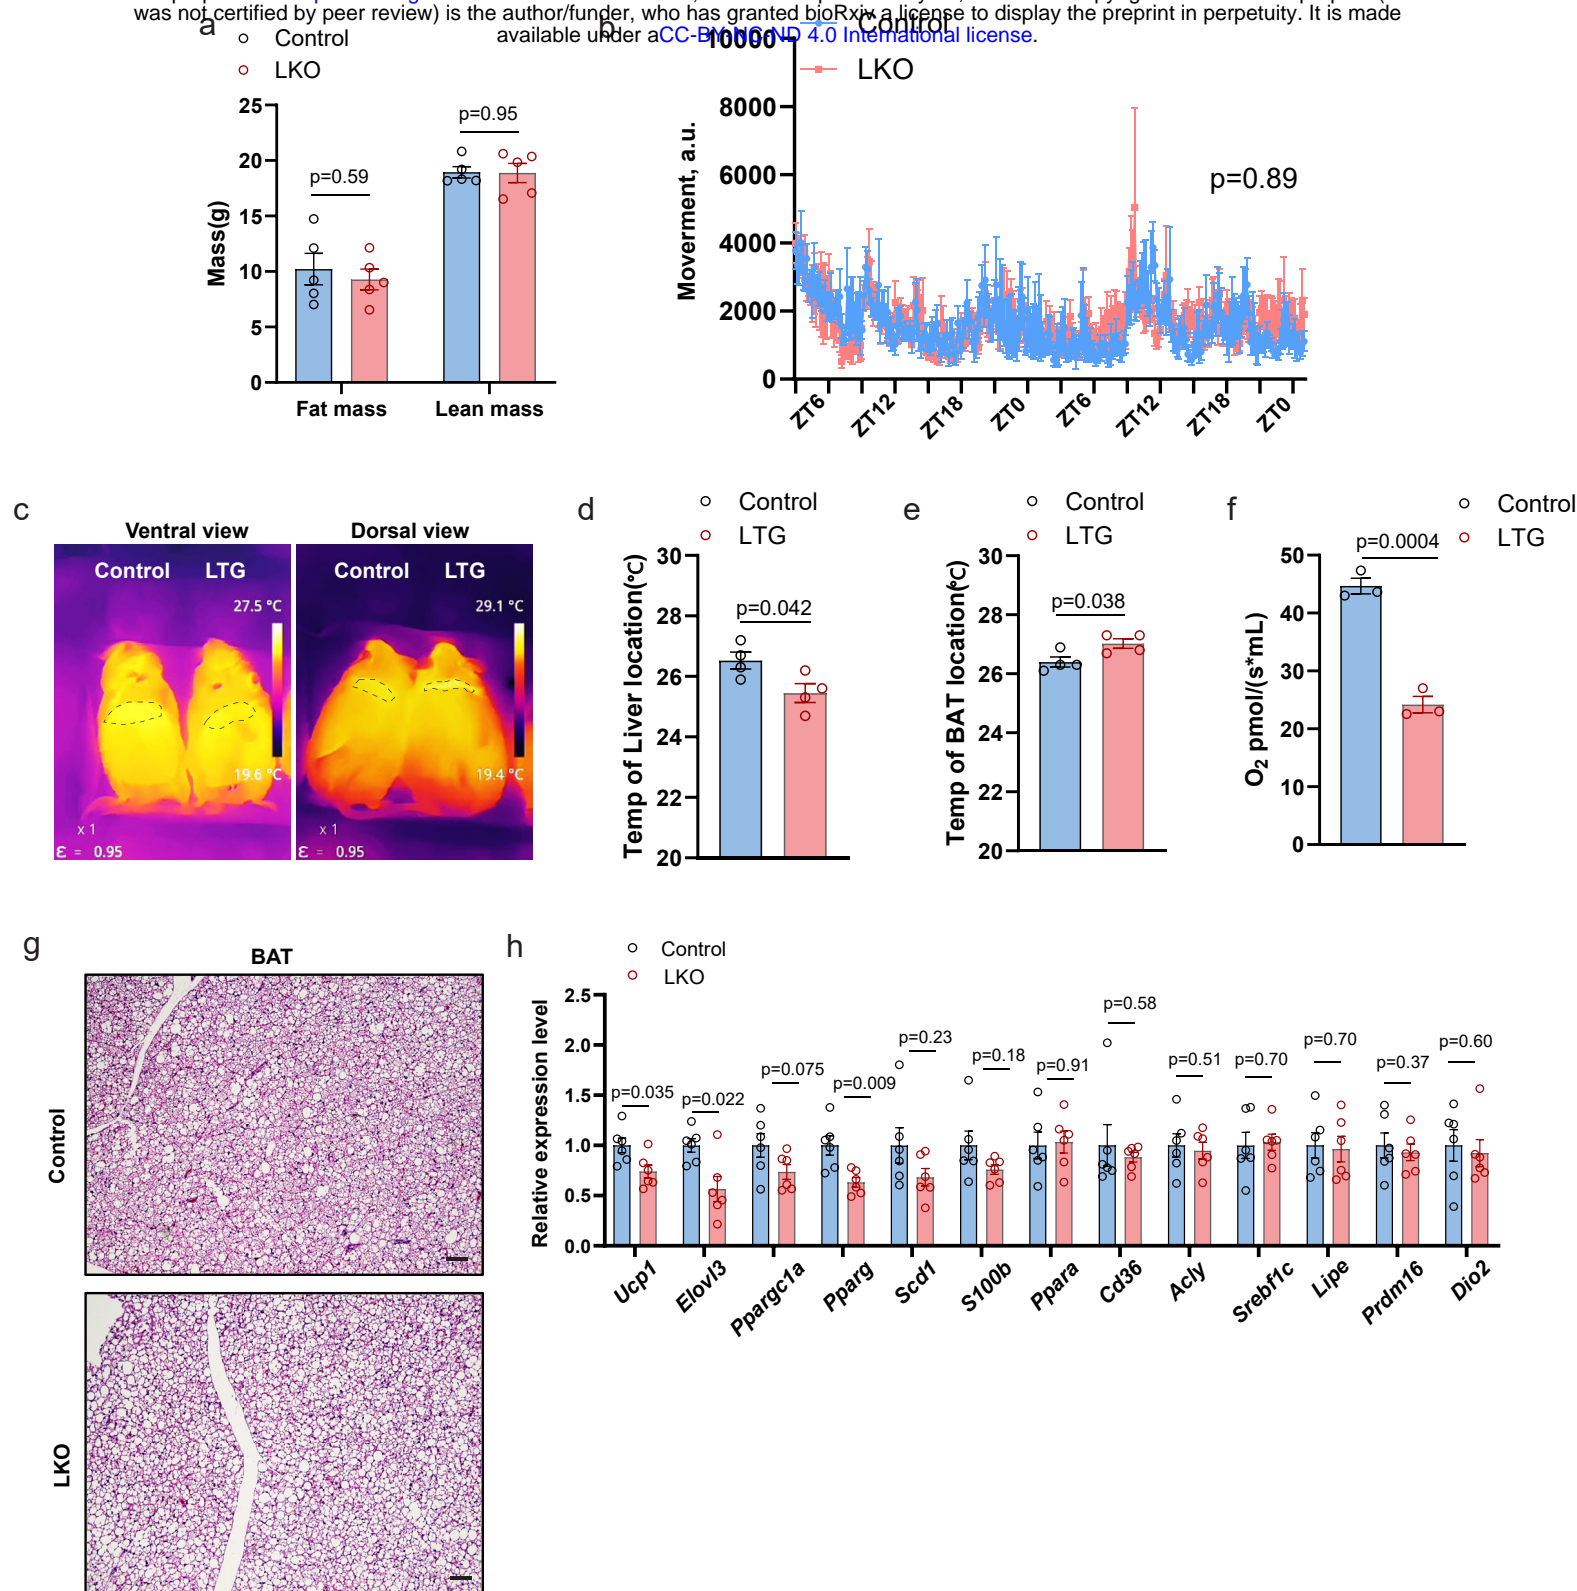 was not certified by peer review) is the author/funder, who has granted bioRxiv a license to display the preprint in perpetuity. It is made
available under aCC-BY-NC-ND 4.0 International license.
a
Control
LKO
Mass(g)
25
20
15
10
5
0
p=0.59
p=0.95
Fat mass
Lean mass
b
Control
LKO
Moverment, a.u.
10000
8000
6000
4000
2000
0
p=0.89
ZT6
ZT12
ZT18
ZT0
ZT6
ZT12
ZT18
ZT0
c
Ventral view
Dorsal view
Control LTG
27.5 °C
19.6 °C
x 1
ε = 0.95
Control LTG
29.1 °C
19.4 °C
x 1
ε = 0.95
d
Control
LTG
Temp of Liver location(℃)
30
28
26
24
22
20
p=0.042
e
Control
LTG
Temp of BAT location(℃)
30
28
26
24
22
20
p=0.038
f
Control
LTG
O₂ pmol/(s*mL)
50
40
30
20
10
0
p=0.0004
g
BAT
Control
LKO
h
Control
LKO
Relative expression level
2.5
2.0
1.5
1.0
0.5
0.0
p=0.035
p=0.022
p=0.075
p=0.009
p=0.23
p=0.18
p=0.91
p=0.58
p=0.51
p=0.70
p=0.70
p=0.37
p=0.60
Ucp1
Elovl3
Ppargc1a
Pparg
Scd1
S100b
Ppara
Cd36
Acly
Srebf1c
Lipe
Prdm16
Dio2